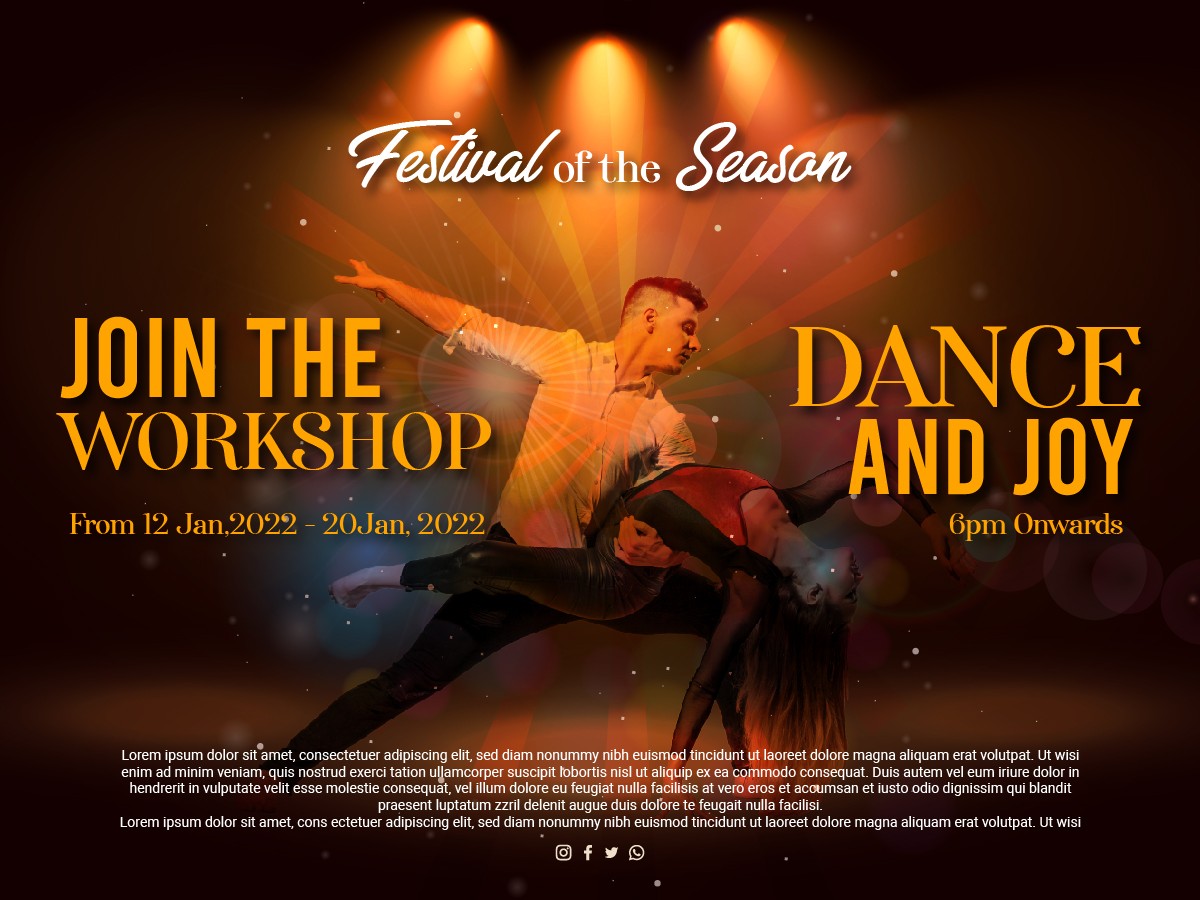 Festival of the Season
JOIN THE
WORKSHOP
From 12 Jan,2022 - 20Jan, 2022
DANCE
AND JOY
6pm Onwards
Lorem ipsum dolor sit amet, consectetuer adipiscing elit, sed diam nonummy nibh euismod tincidunt ut laoreet dolore magna aliquam erat volutpat. Ut wisi
enim ad minim veniam, quis nostrud exerci tation ullamcorper suscipit lobortis nisl ut aliquip ex ea commodo consequat. Duis autem vel eum iriure dolor in
hendrerit in vulputate velit esse molestie consequat, vel illum dolore eu feugiat nulla facilisis at vero eros et accumsan et iusto odio dignissim qui blandit
praesent luptatum zzril delenit augue duis dolore te feugait nulla facilisi.
Lorem ipsum dolor sit amet, cons ectetuer adipiscing elit, sed diam nonummy nibh euismod tincidunt ut laoreet dolore magna aliquam erat volutpat. Ut wisi